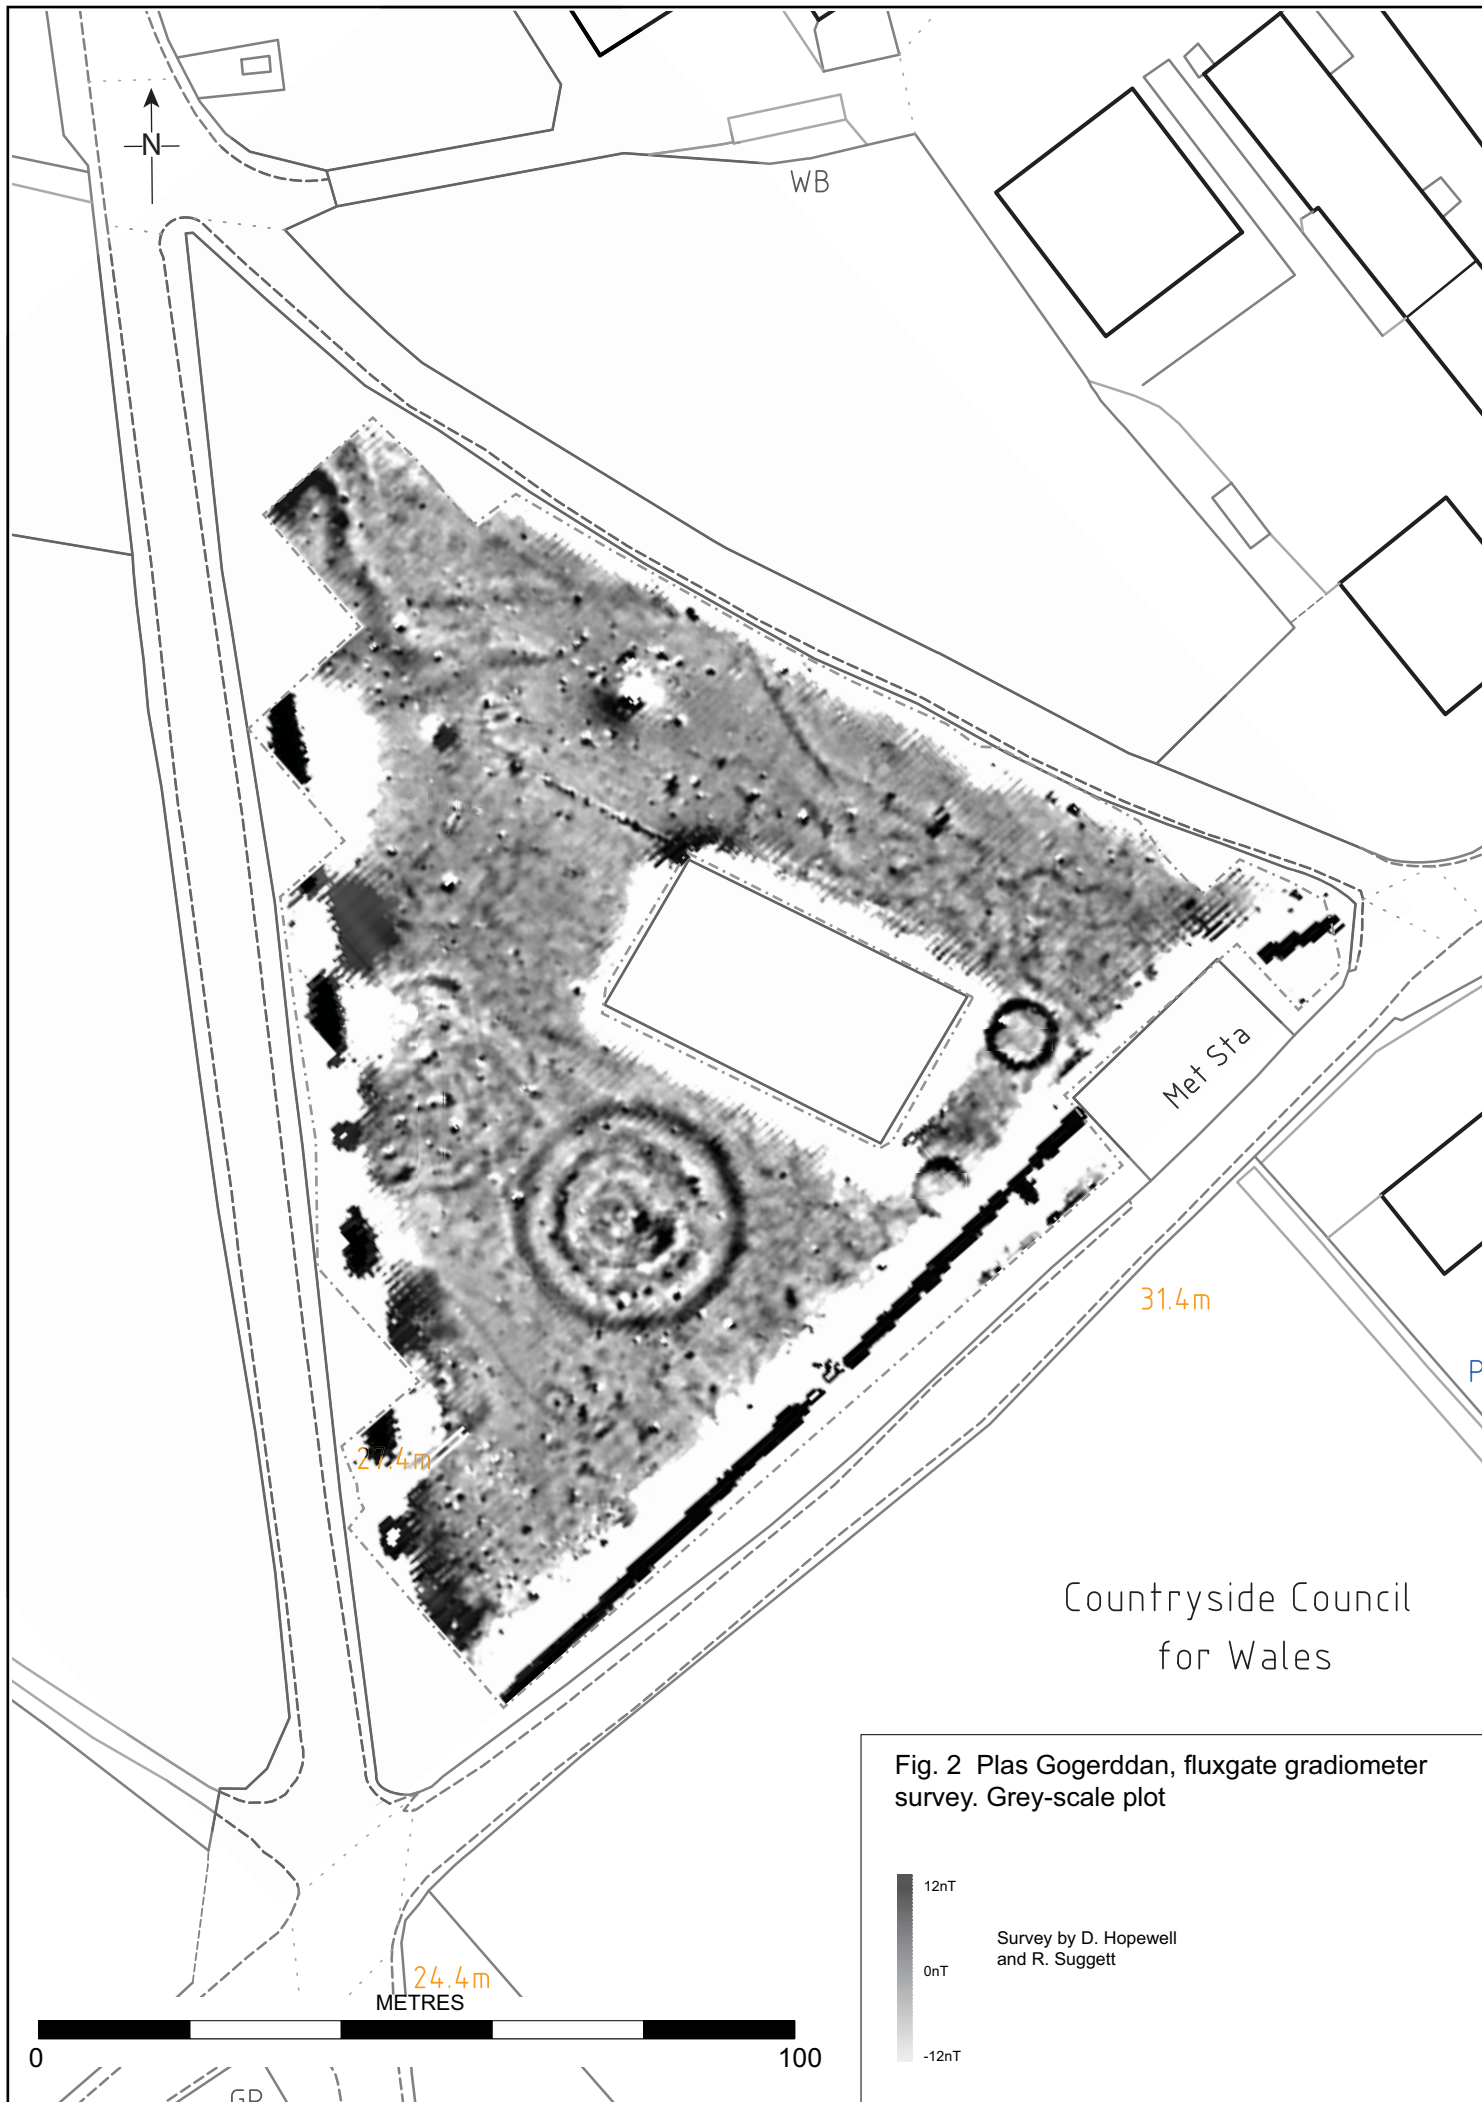 N
WB
Met Sta
31.4m
P
27.4m
Countryside Council
for Wales
Fig. 2 Plas Gogerddan, fluxgate gradiometer
survey. Grey-scale plot
12nT
Survey by D. Hopewell
and R. Suggett
0nT
-12nT
24.4m
METRES
0
100